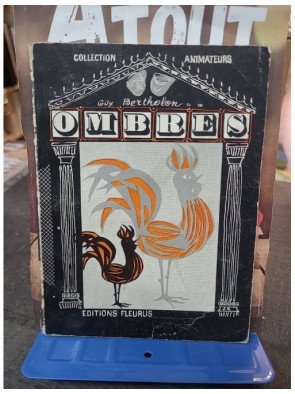 ATOUT
COLLECTION ANIMATEURS
Guy Bertholon..
OMBRES
EDITIONS FLEURUS